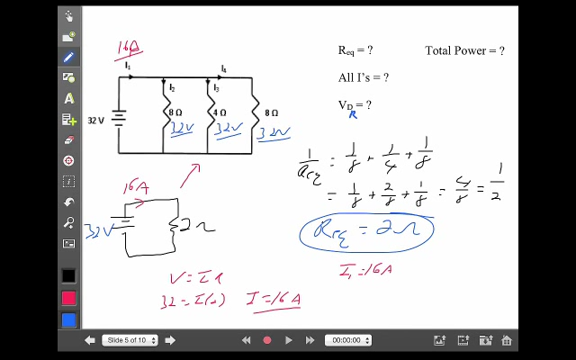 16A
I₁ I₂ I₃ I₄
32 V 8 Ω 4 Ω 8 Ω
32V 32V 32V
Req = ? Total Power = ?
All I's = ?
VD = ?
R
1/Req = 1/8 + 1/4 + 1/8
= 1/8 + 2/8 + 1/8 = 4/8 = 1/2
Req = 2Ω
I₁ = 16A
16A
32V 2Ω
V = IR
32 = I(2) I = 16A
Slide 5 of 10
00:00:00